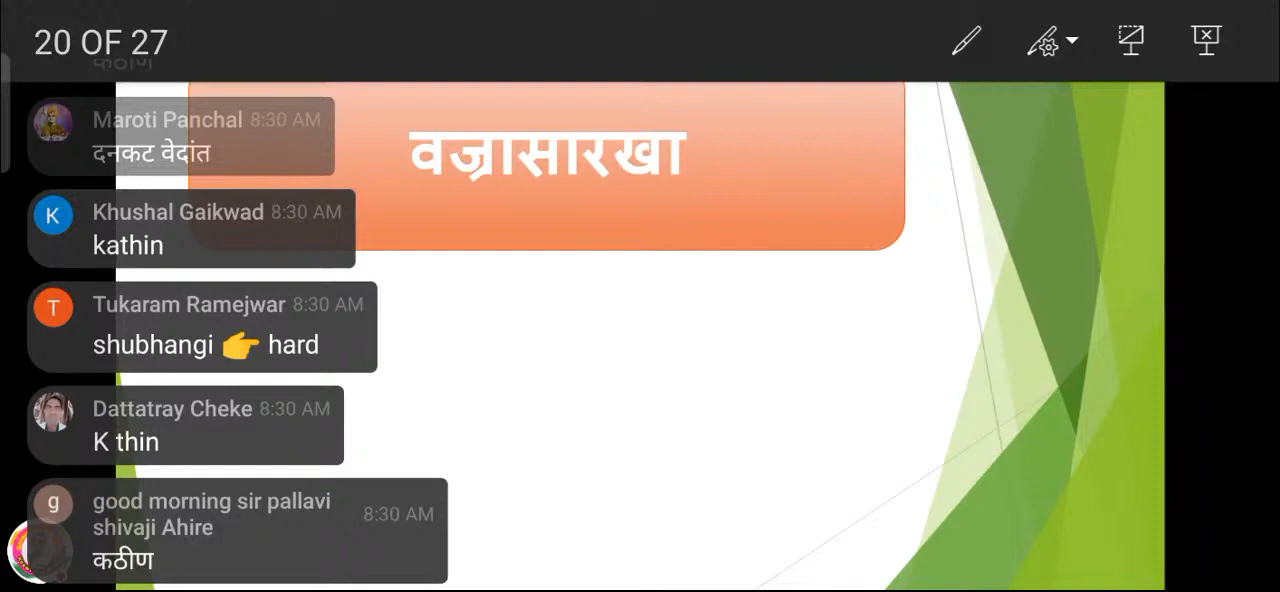 20 OF 27
कठीण
Maroti Panchal 8:30 AM
दनकट वेदांत
वज्रासारखा
Khushal Gaikwad 8:30 AM
kathin
Tukaram Ramejwar 8:30 AM
shubhangi 👉 hard
Dattatray Cheke 8:30 AM
K thin
good morning sir pallavi
shivaji Ahire 8:30 AM
कठीण